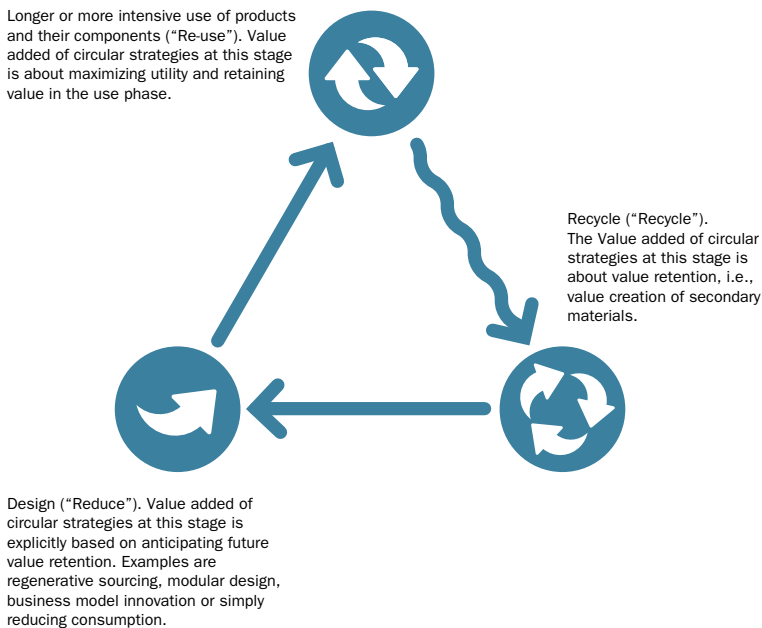 Longer or more intensive use of products
and their components (“Re-use”). Value
added of circular strategies at this stage
is about maximizing utility and retaining
value in the use phase.
Recycle (“Recycle”).
The Value added of circular
strategies at this stage is
about value retention, i.e.,
value creation of secondary
materials.
Design (“Reduce”). Value added of
circular strategies at this stage is
explicitly based on anticipating future
value retention. Examples are
regenerative sourcing, modular design,
business model innovation or simply
reducing consumption.